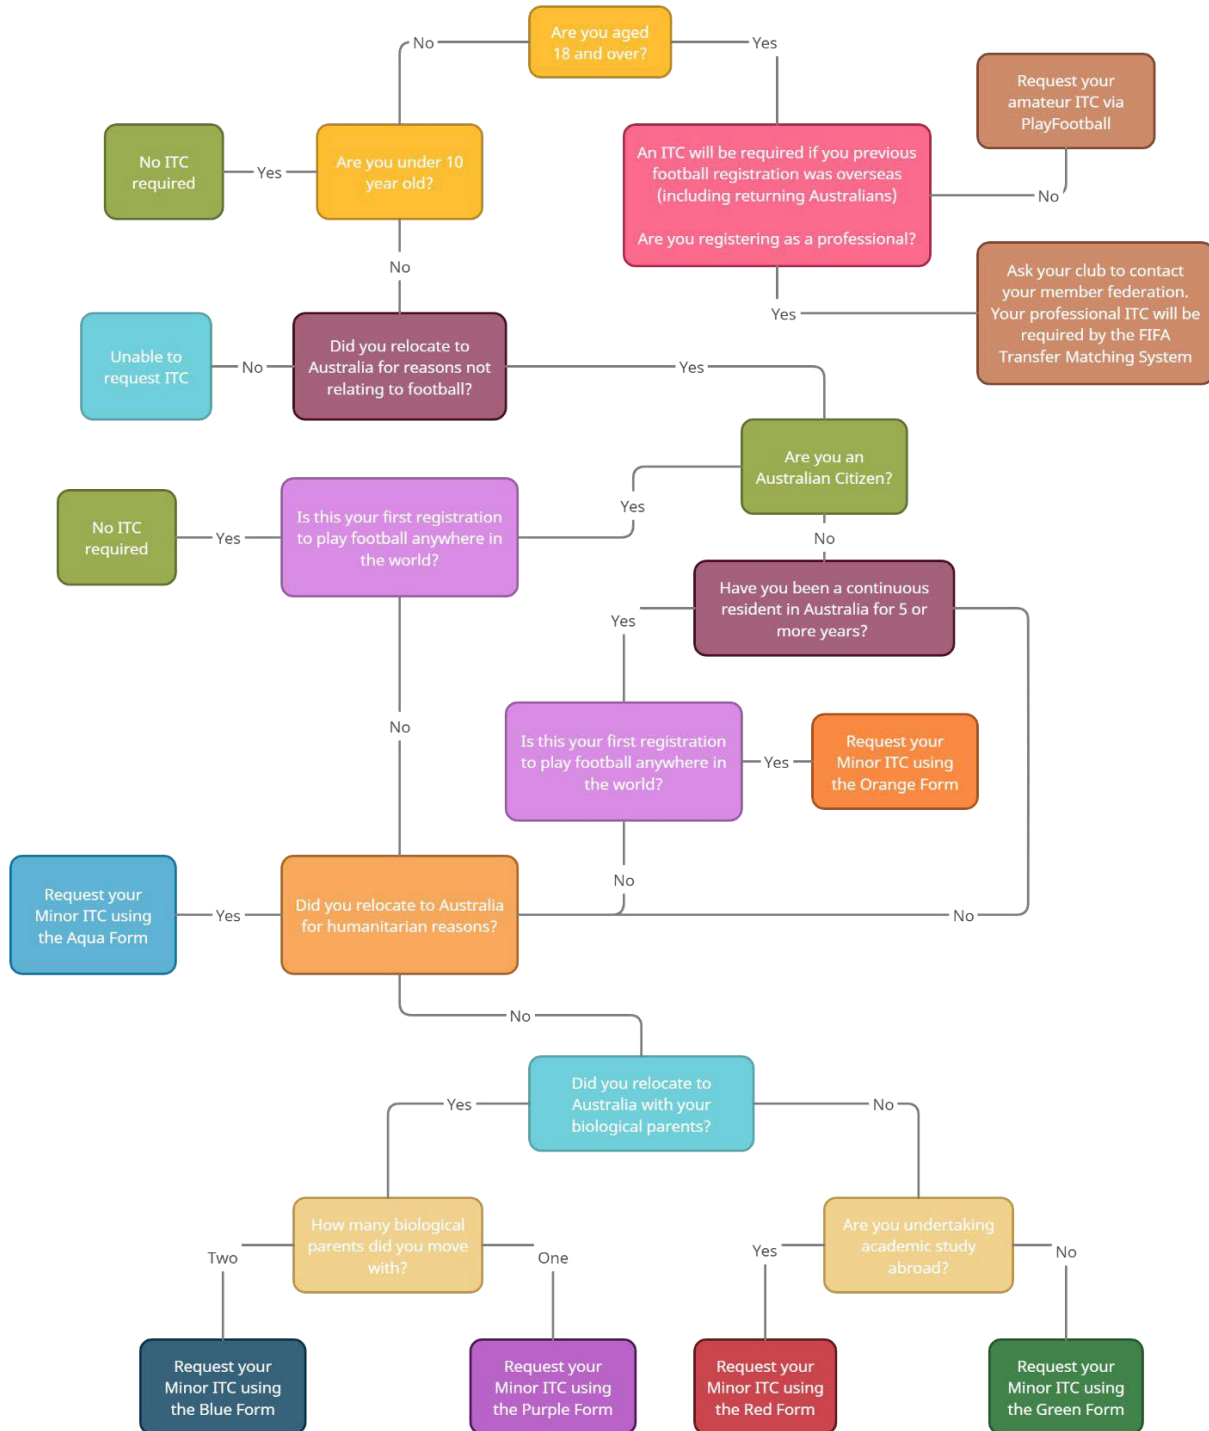 Are you aged
18 and over?
No
Yes
Request your
amateur ITC via
PlayFootball
No ITC
required
Yes
Are you under 10
year old?
An ITC will be required if you previous
football registration was overseas
(including returning Australians)
Are you registering as a professional?
No
No
Yes
Ask your club to contact
your member federation.
Your professional ITC will be
required by the FIFA
Transfer Matching System
Unable to
request ITC
No
Did you relocate to
Australia for reasons not
relating to football?
Yes
Are you an
Australian Citizen?
No ITC
required
Yes
Is this your first registration
to play football anywhere in
the world?
Yes
No
Have you been a continuous
resident in Australia for 5 or
more years?
Yes
No
Is this your first registration
to play football anywhere in
the world?
Yes
Request your
Minor ITC using
the Orange Form
No
Request your
Minor ITC using
the Aqua Form
Yes
Did you relocate to Australia
for humanitarian reasons?
No
No
Did you relocate to
Australia with your
biological parents?
Yes
No
How many biological
parents did you move
with?
Two
One
Are you undertaking
academic study
abroad?
Yes
No
Request your
Minor ITC using
the Blue Form
Request your
Minor ITC using
the Purple Form
Request your
Minor ITC using
the Red Form
Request your
Minor ITC using
the Green Form